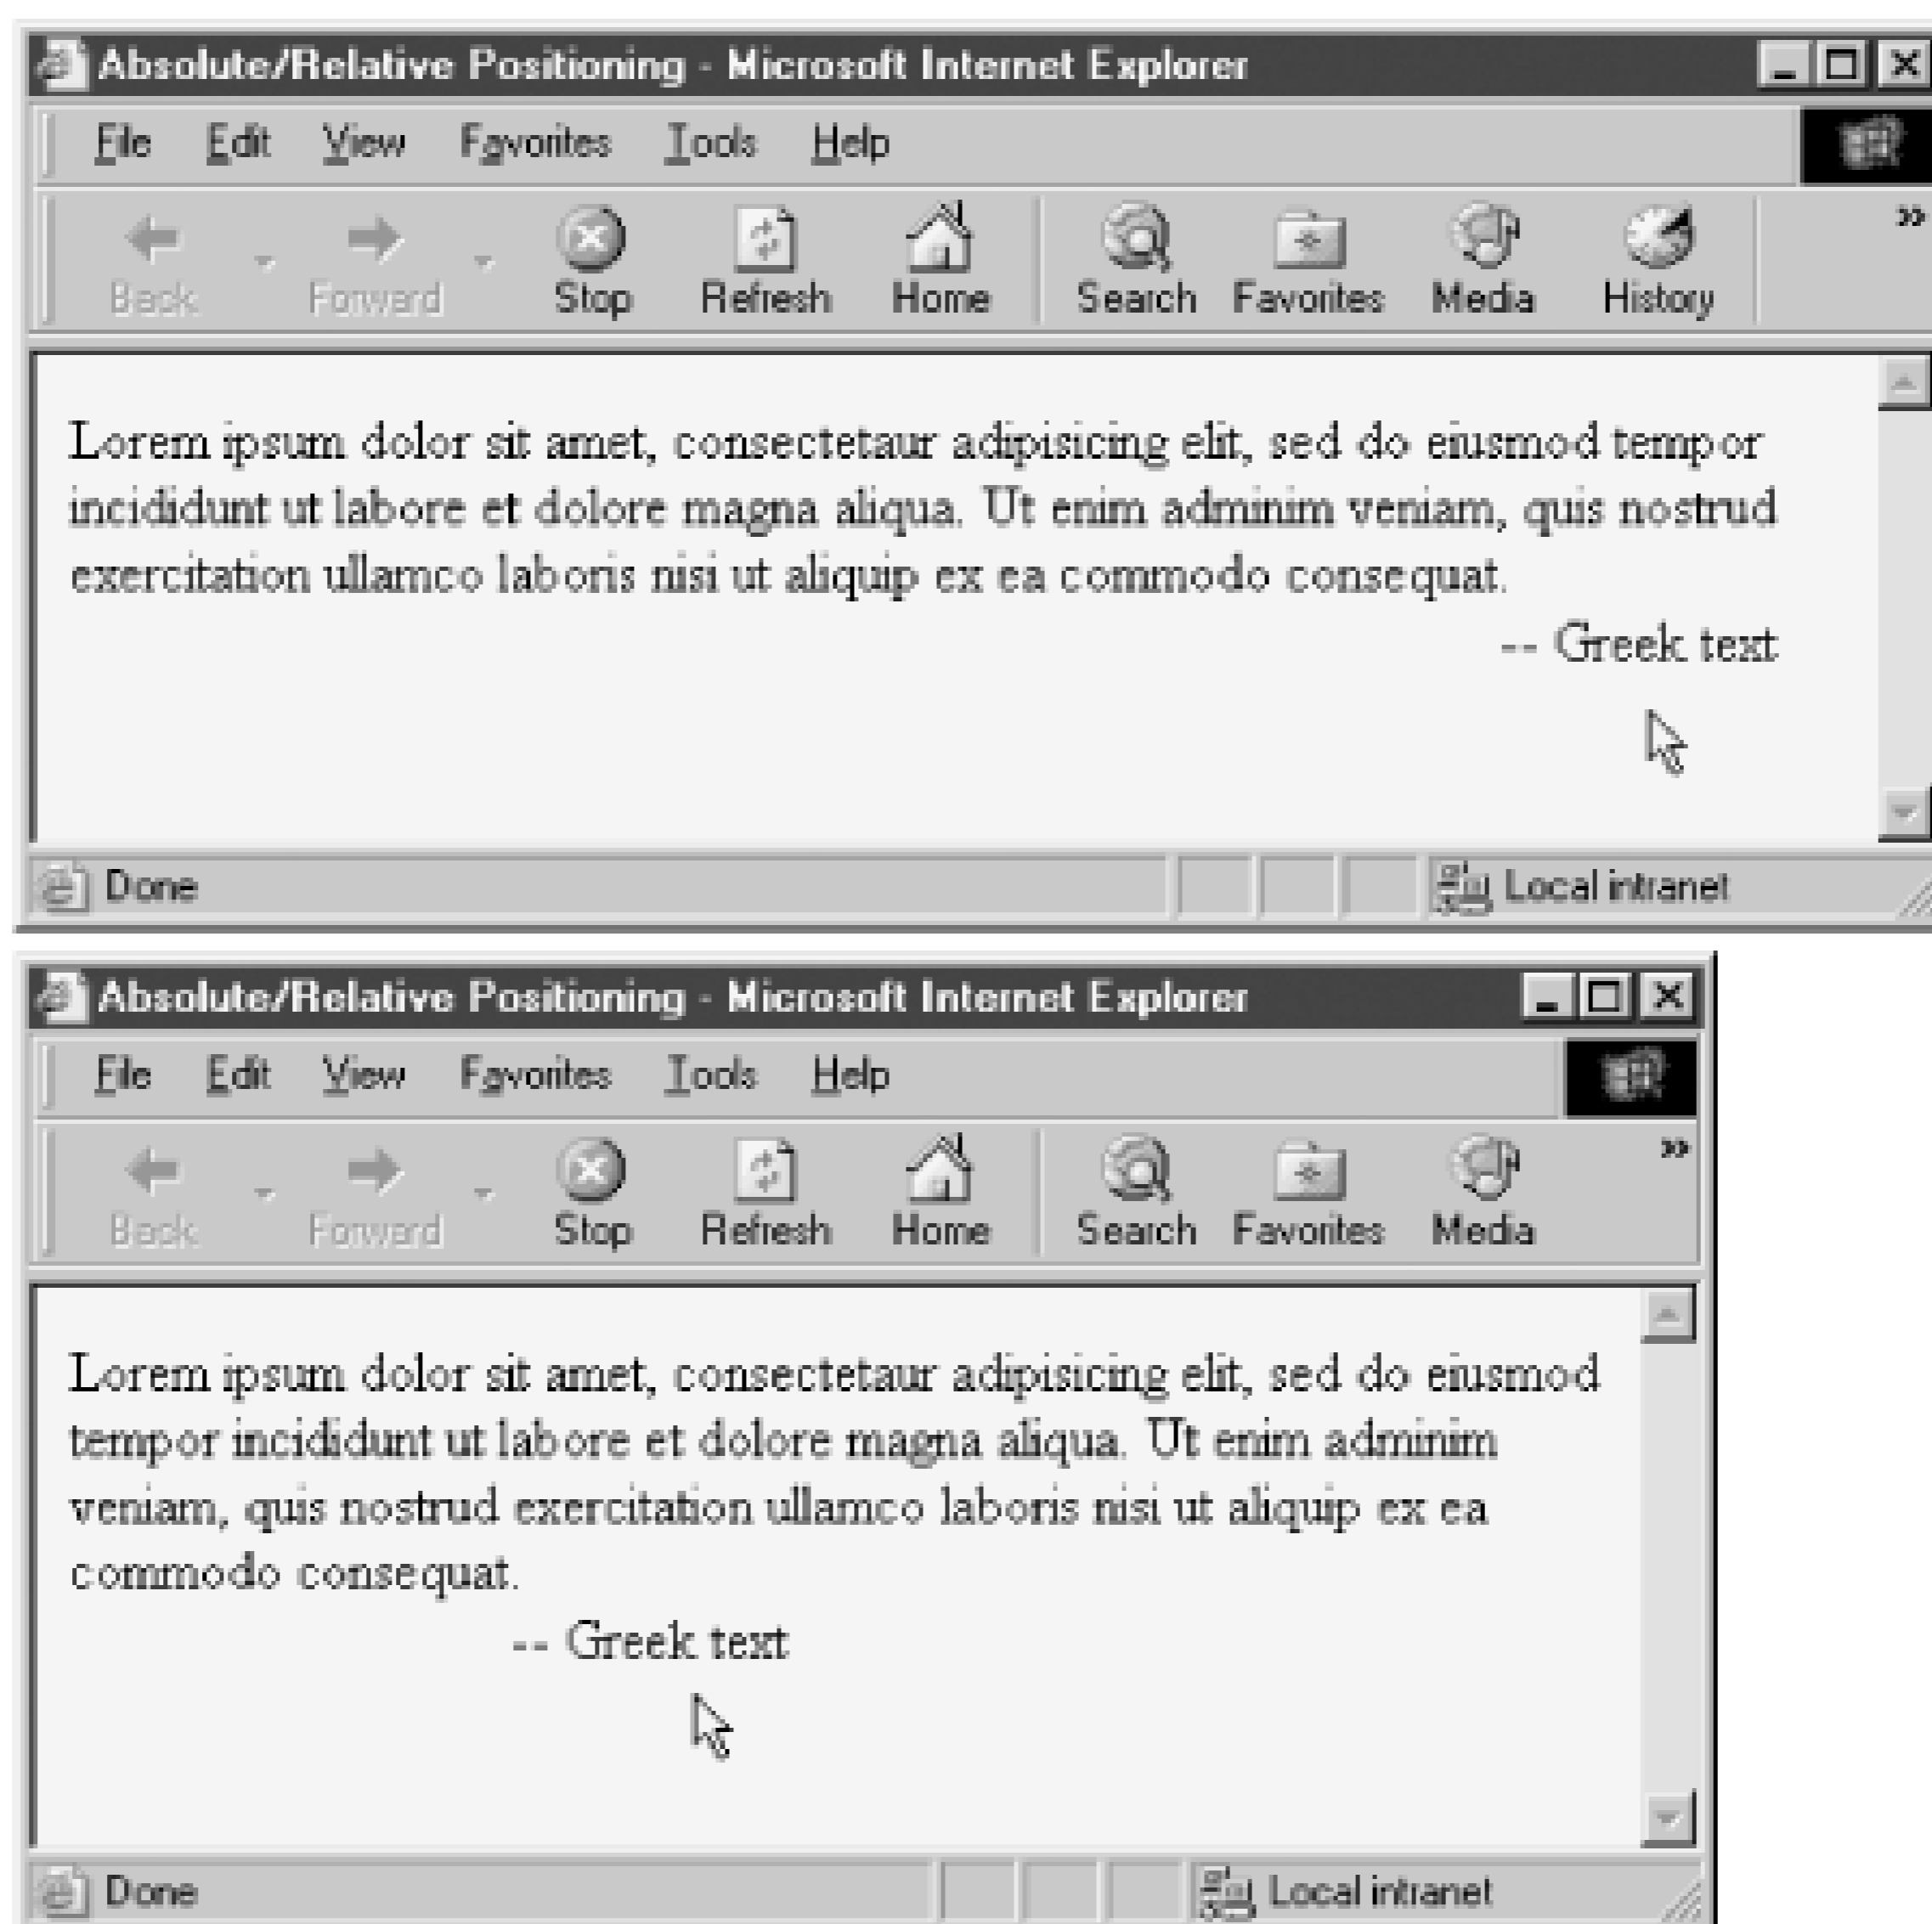 Absolute/Relative Positioning - Microsoft Internet Explorer
File Edit View Favorites Tools Help
»
Back Forward Stop Refresh Home Search Favorites Media History
Lorem ipsum dolor sit amet, consectetaur adipisicing elit, sed do eiusmod tempor
incididunt ut labore et dolore magna aliqua. Ut enim adminim veniam, quis nostrud
exercitation ullamco laboris nisi ut aliquip ex ea commodo consequat.
-- Greek text
Done Local intranet
Absolute/Relative Positioning - Microsoft Internet Explorer
File Edit View Favorites Tools Help
»
Back Forward Stop Refresh Home Search Favorites Media
Lorem ipsum dolor sit amet, consectetaur adipisicing elit, sed do eiusmod
tempor incididunt ut labore et dolore magna aliqua. Ut enim adminim
veniam, quis nostrud exercitation ullamco laboris nisi ut aliquip ex ea
commodo consequat.
-- Greek text
Done Local intranet